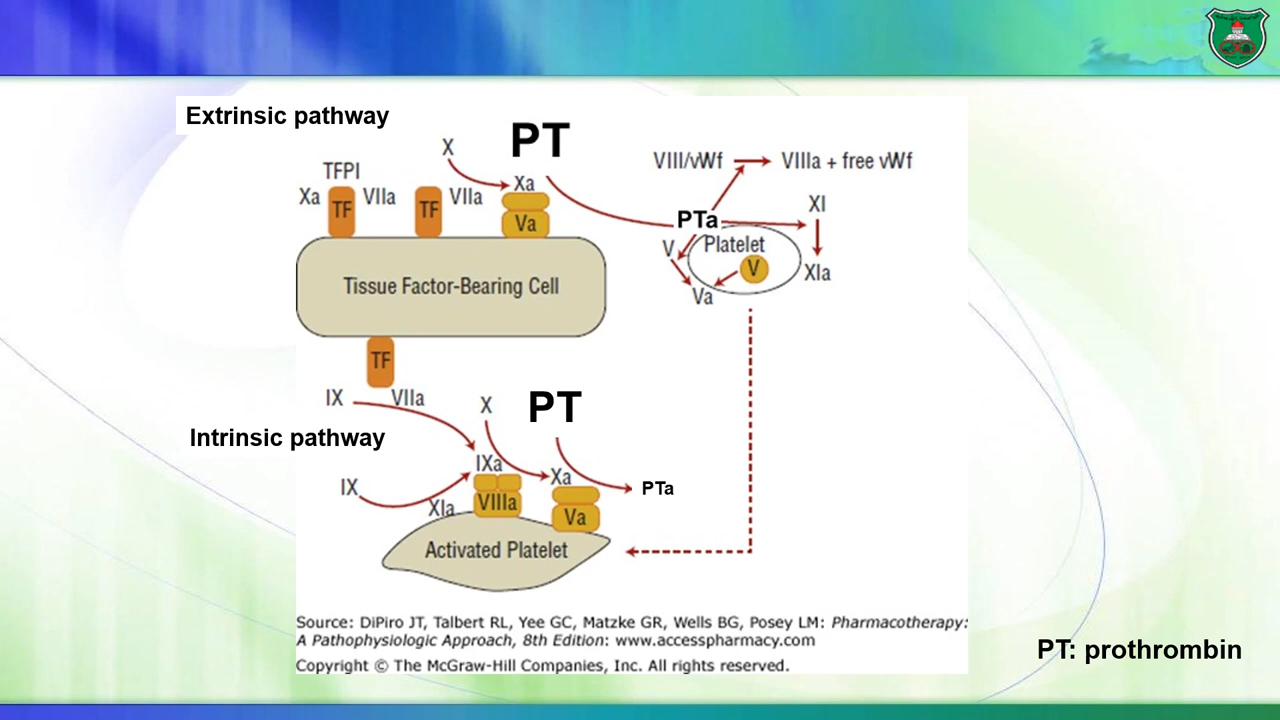 Extrinsic pathway
PT
X
VIII/vWf
VIIIa + free vWf
TFPI
Xa
TF
VIIa
TF
VIIa
Xa
Va
PTa
XI
V
Platelet
V
XIa
Va
Tissue Factor-Bearing Cell
TF
IX
VIIa
X
PT
Intrinsic pathway
IXa
Xa
IX
PTa
XIa
VIIIa
Va
Activated Platelet
Source: DiPiro JT, Talbert RL, Yee GC, Matzke GR, Wells BG, Posey LM: Pharmacotherapy:
A Pathophysiologic Approach, 8th Edition: www.accesspharmacy.com
Copyright © The McGraw-Hill Companies, Inc. All rights reserved.
PT: prothrombin